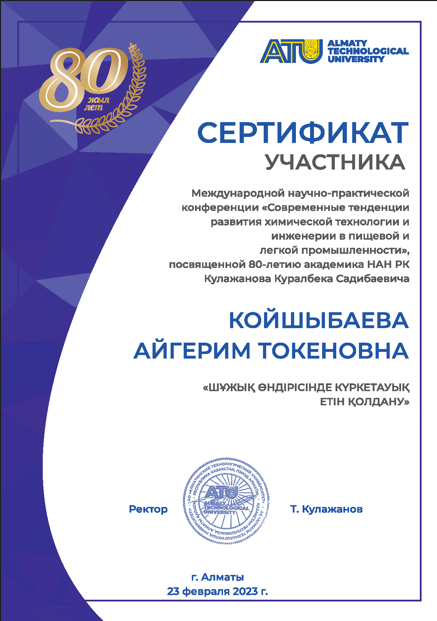 80
жыл
лет
ATU
ALMATY
TECHNOLOGICAL
UNIVERSITY
СЕРТИФИКАТ
УЧАСТНИКА
Международной научно-практической
конференции «Современные тенденции
развития химической технологии и
инженерии в пищевой и
легкой промышленности»,
посвященной 80-летию академика НАН РК
Кулажанова Куралбека Садибаевича
КОЙШЫБАЕВА
АЙГЕРИМ ТОКЕНОВНА
«ШҰЖЫҚ ӨНДІРІСІНДЕ КҮРКЕТАУЫҚ
ЕТІН ҚОЛДАНУ»
Ректор
ATU
ALMATY
TECHNOLOGICAL
UNIVERSITY
Т. Кулажанов
г. Алматы
23 февраля 2023 г.